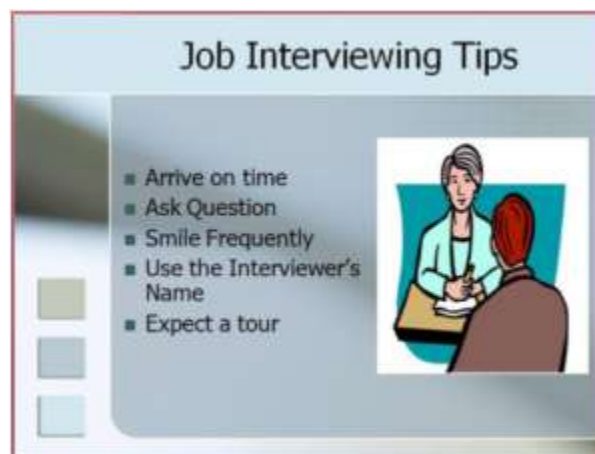 Job Interviewing Tips
Arrive on time
Ask Question
Smile Frequently
Use the Interviewer's
Name
Expect a tour